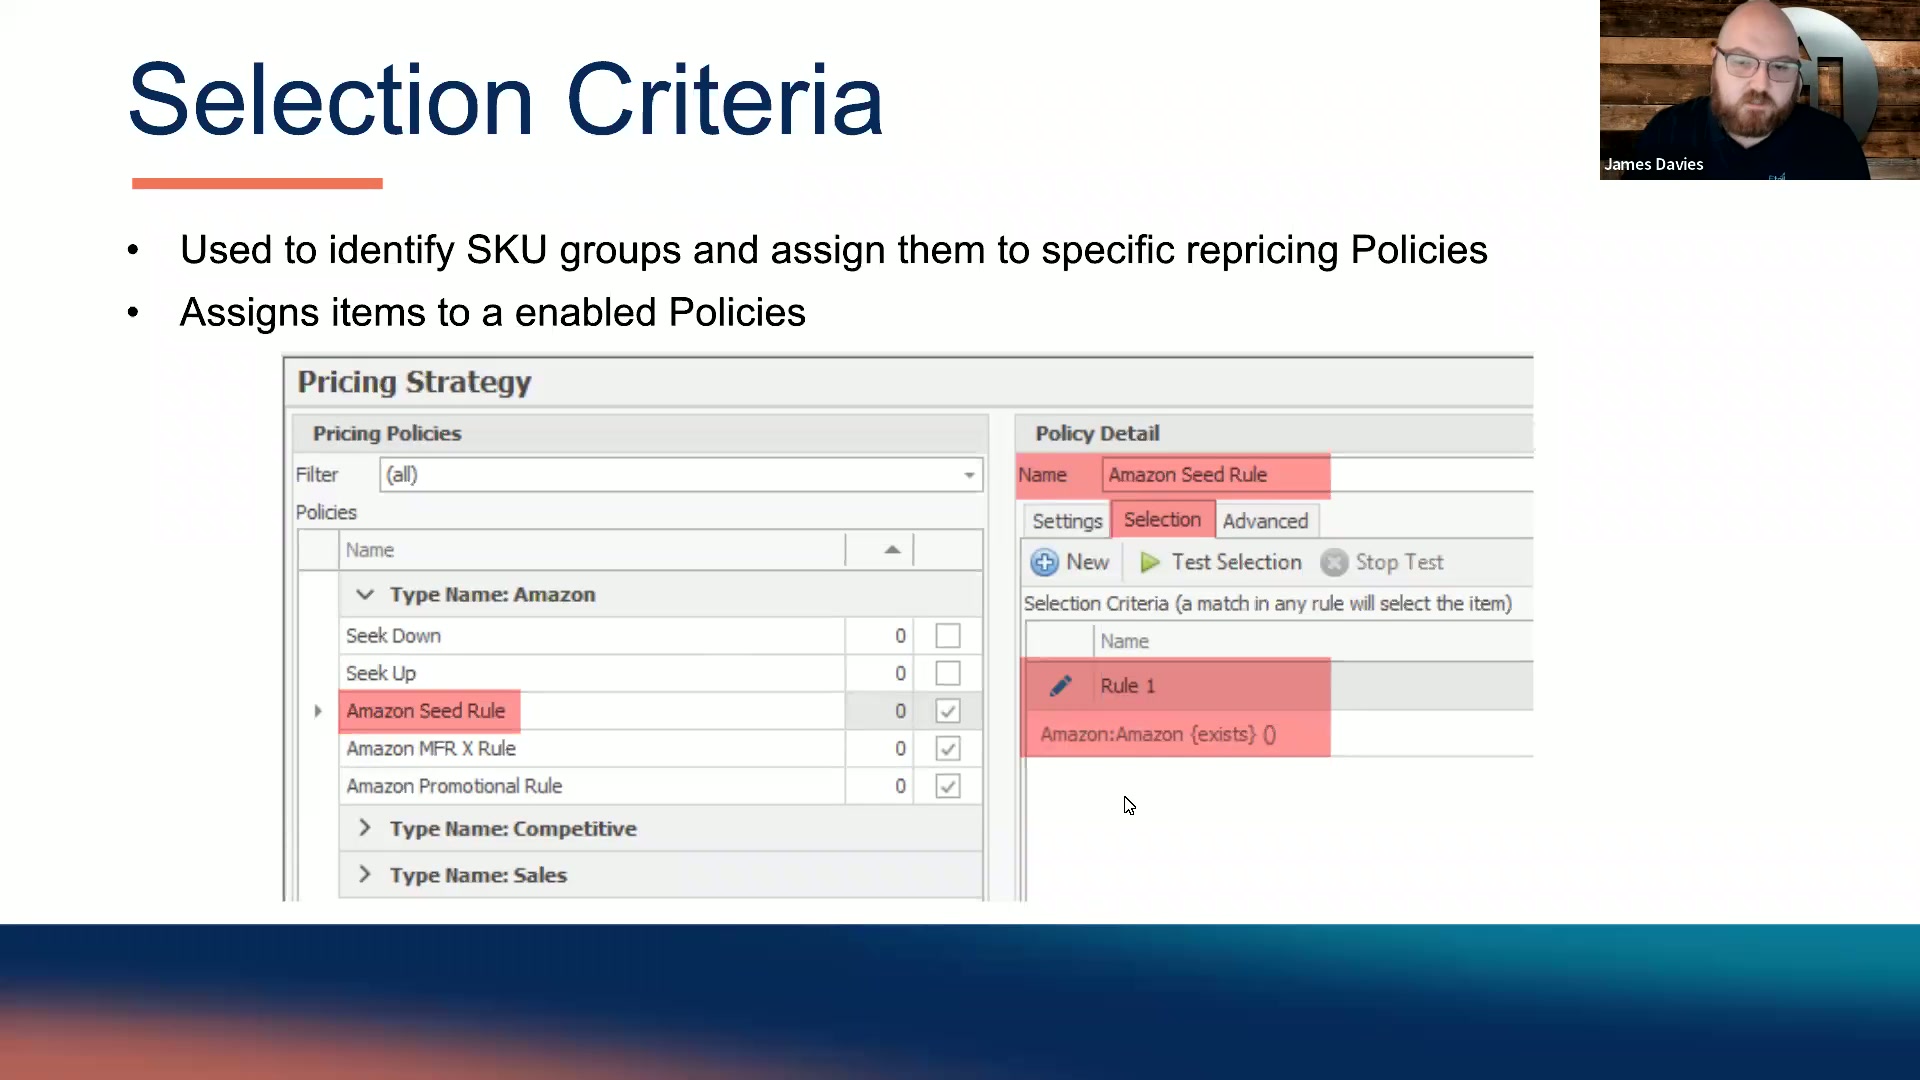 Selection Criteria
James Davies
• Used to identify SKU groups and assign them to specific repricing Policies
• Assigns items to a enabled Policies
Pricing Strategy
Pricing Policies
Filter (all)
Policies
Name
Type Name: Amazon
Seek Down 0
Seek Up 0
Amazon Seed Rule 0
Amazon MFR X Rule 0
Amazon Promotional Rule 0
Type Name: Competitive
Type Name: Sales
Policy Detail
Name Amazon Seed Rule
Settings Selection Advanced
New Test Selection Stop Test
Selection Criteria (a match in any rule will select the item)
Name
Rule 1
Amazon:Amazon {exists} ()